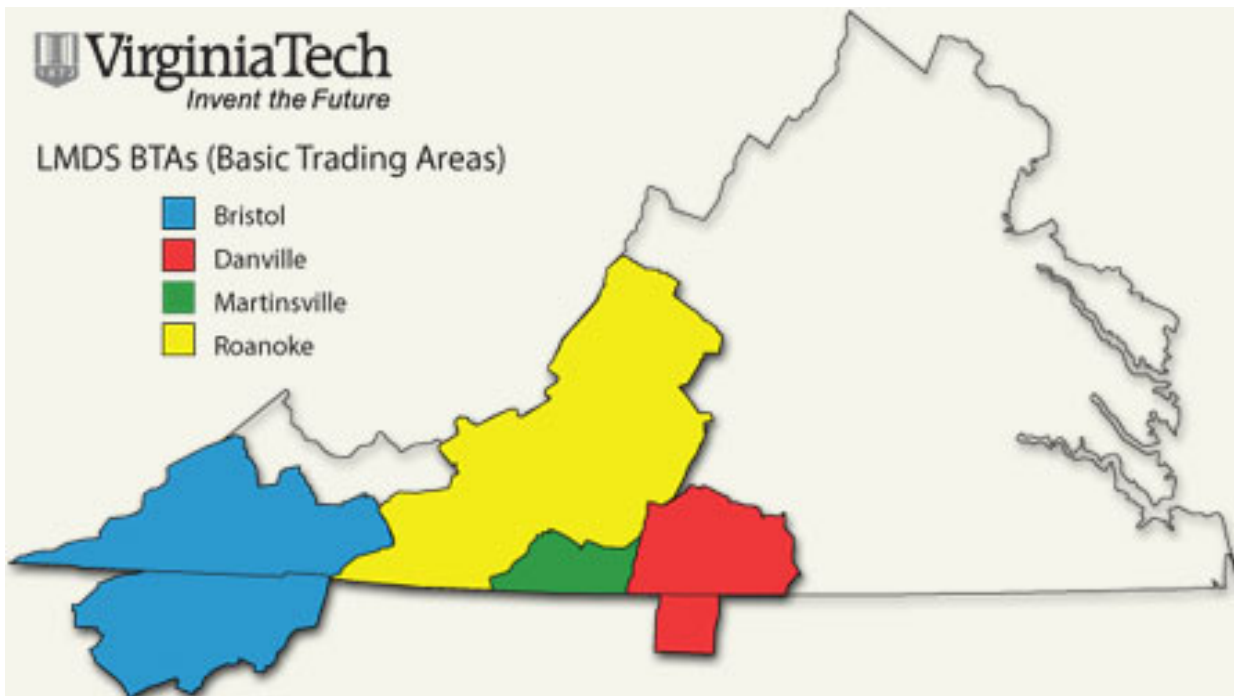 VirginiaTech
Invent the Future
LMDS BTAs (Basic Trading Areas)
Bristol
Danville
Martinsville
Roanoke